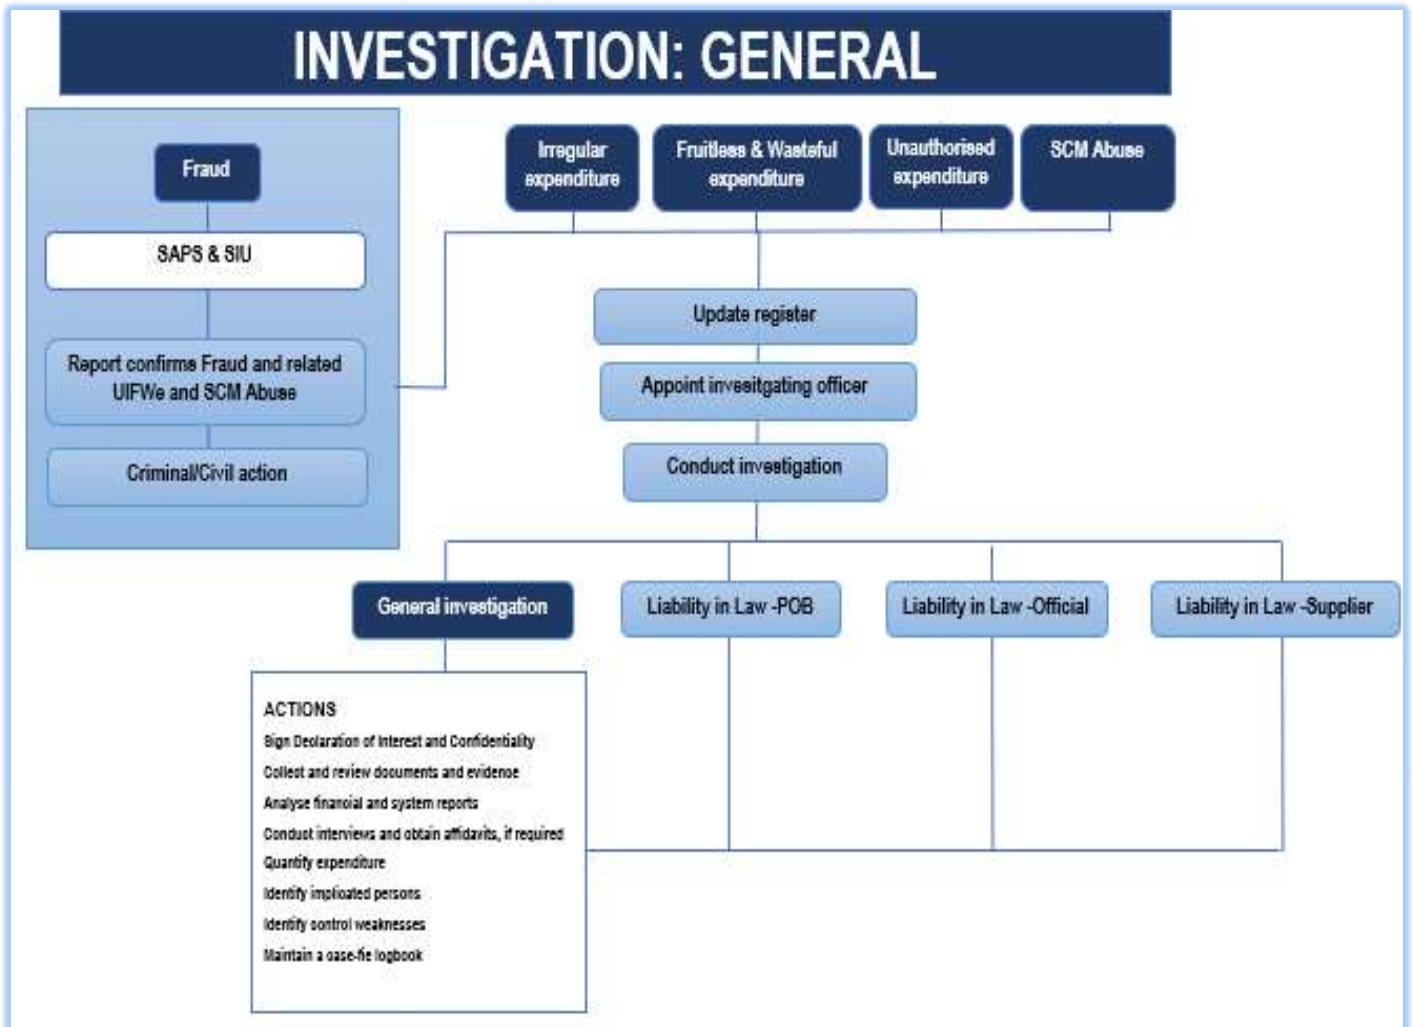 INVESTIGATION: GENERAL
Fraud
SAPS & SIU
Report confirms Fraud and related
UIFWe and SCM Abuse
Criminal/Civil action
Irregular
expenditure
Fruitless & Wasteful
expenditure
Unauthorised
expenditure
SCM Abuse
Update register
Appoint invesitgating officer
Conduct investigation
General investigation
Liability in Law -POB
Liability in Law -Official
Liability in Law -Supplier
ACTIONS
Sign Declaration of Interest and Confidentiality
Collect and review documents and evidence
Analyse financial and system reports
Conduct interviews and obtain affidavits, if required
Quantify expenditure
Identify implicated persons
Identify control weaknesses
Maintain a case-fie logbook